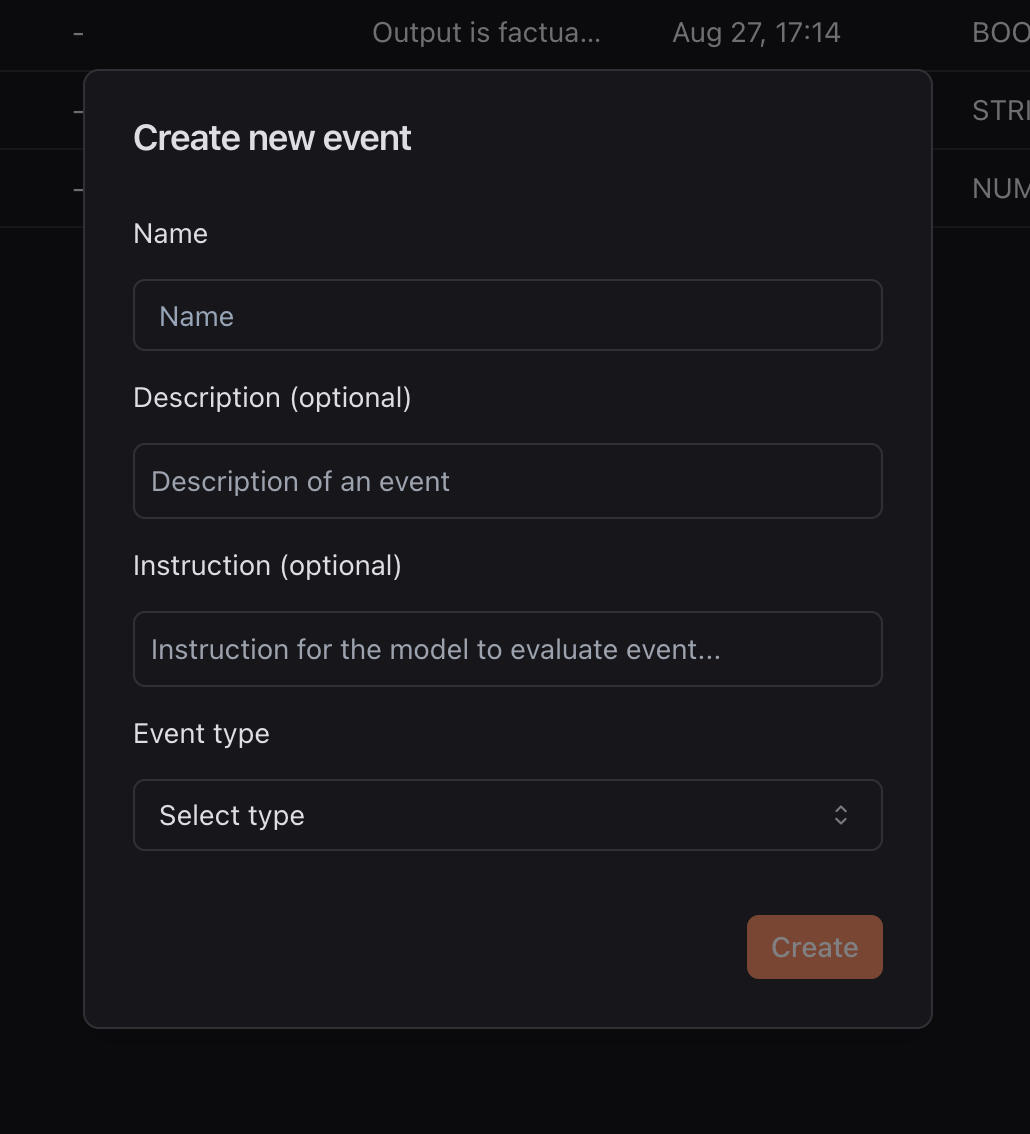 - Output is factua... Aug 27, 17:14 BOO
- STRI
- NUM
Create new event
Name
Name
Description (optional)
Description of an event
Instruction (optional)
Instruction for the model to evaluate event...
Event type
Select type
Create